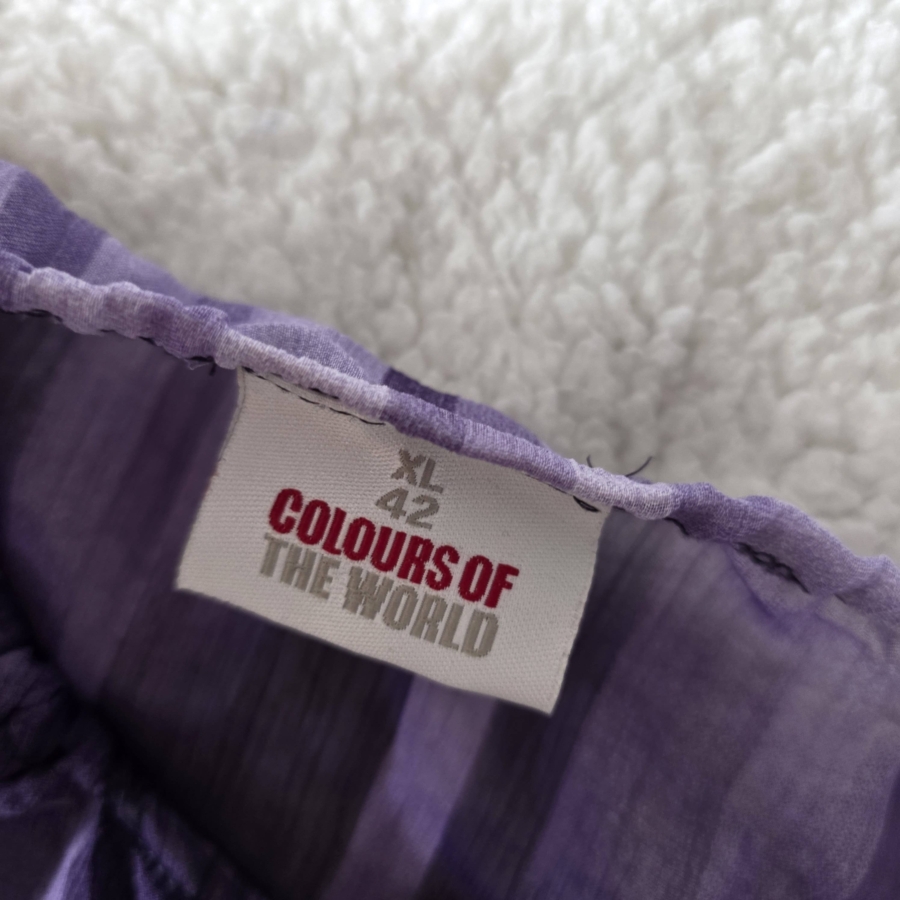 XL
42
COLOURS OF
THE WORLD